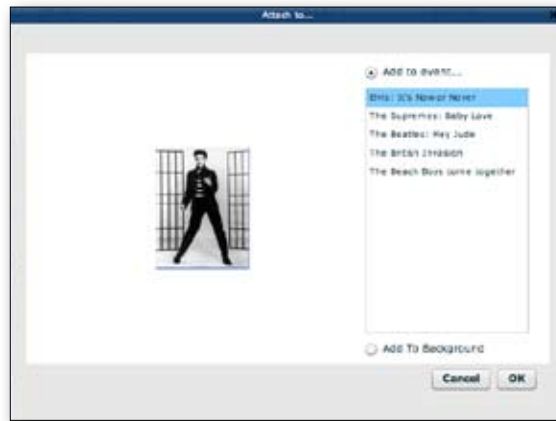 Attach to...
Add to event...
Elvis: It's Now or Never
The Supremes: Baby Love
The Beatles: Hey Jude
The British Invasion
The Beach Boys come together
Add To Background
Cancel OK